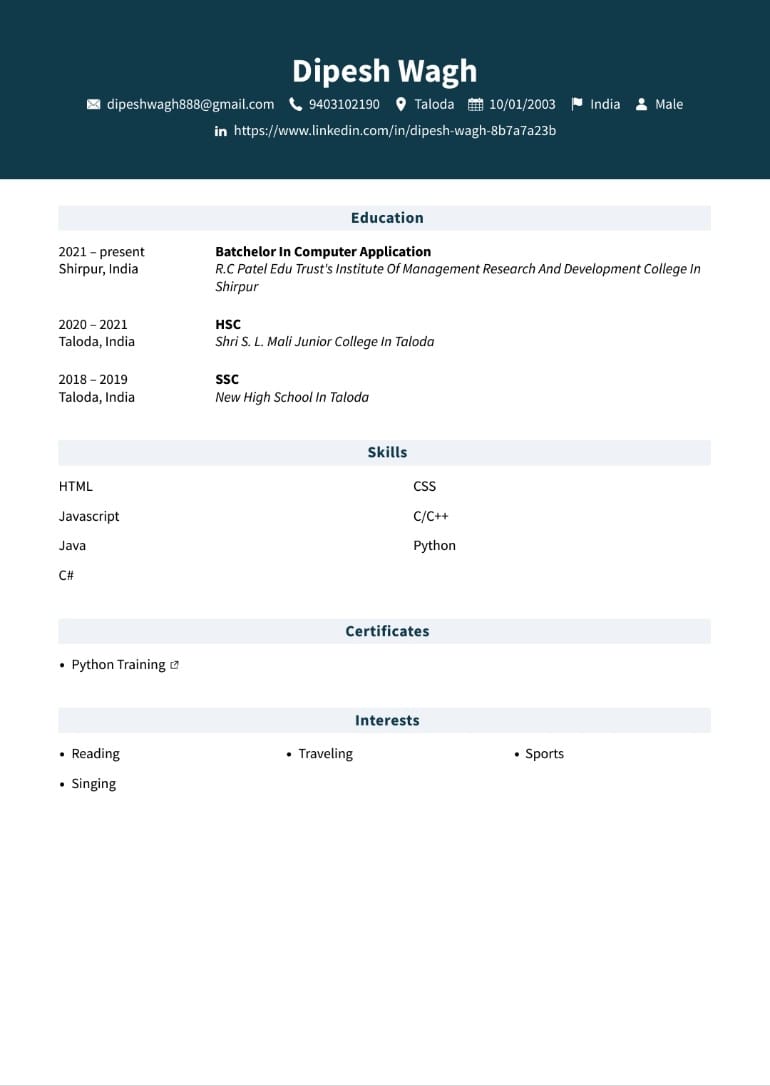 Dipesh Wagh
dipeshwagh888@gmail.com 9403102190 Taloda 10/01/2003 India Male
in https://www.linkedin.com/in/dipesh-wagh-8b7a7a23b
Education
2021 – present Batchelor In Computer Application
Shirpur, India R.C Patel Edu Trust's Institute Of Management Research And Development College In
Shirpur
2020 – 2021 HSC
Taloda, India Shri S. L. Mali Junior College In Taloda
2018 – 2019 SSC
Taloda, India New High School In Taloda
Skills
HTML CSS
Javascript C/C++
Java Python
C#
Certificates
• Python Training
Interests
• Reading • Traveling • Sports
• Singing